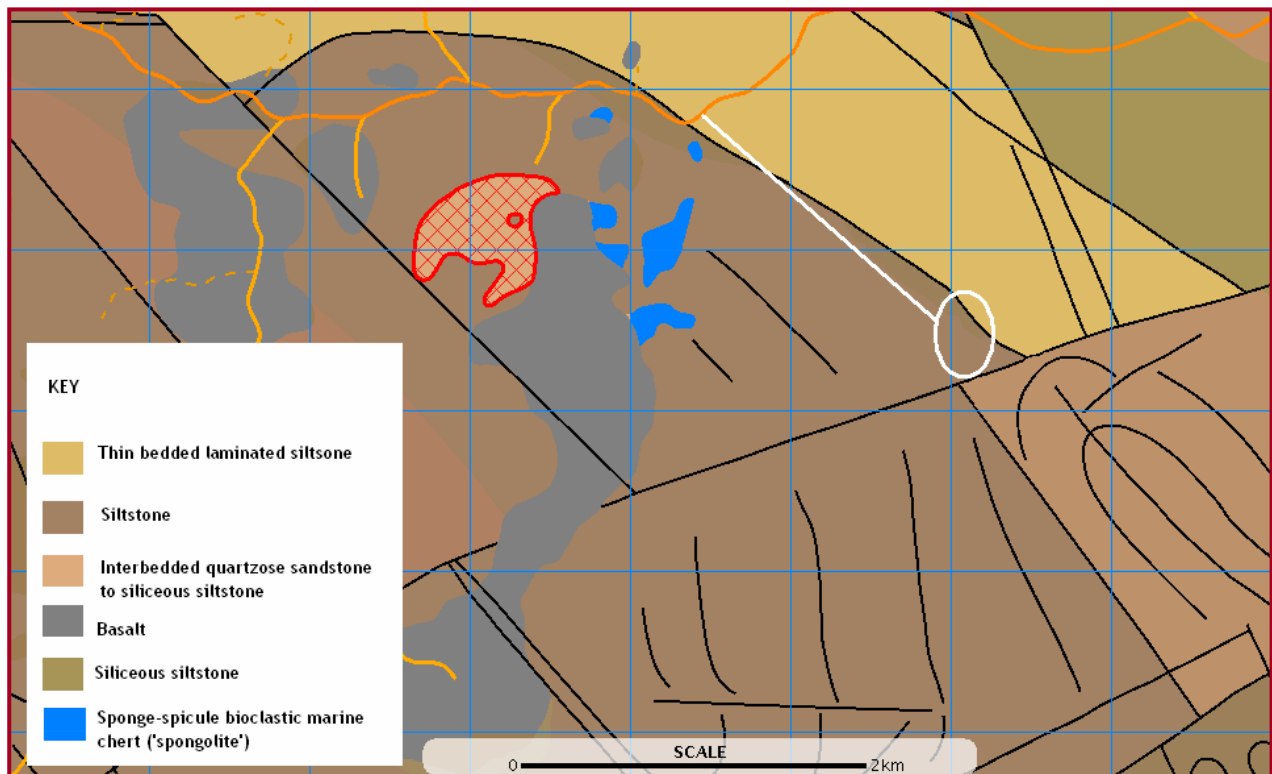 KEY
Thin bedded laminated siltsone
Siltstone
Interbedded quartzose sandstone
to siliceous siltstone
Basalt
Siliceous siltstone
Sponge-spicule bioclastic marine
chert ('spongolite')
SCALE
0 2km